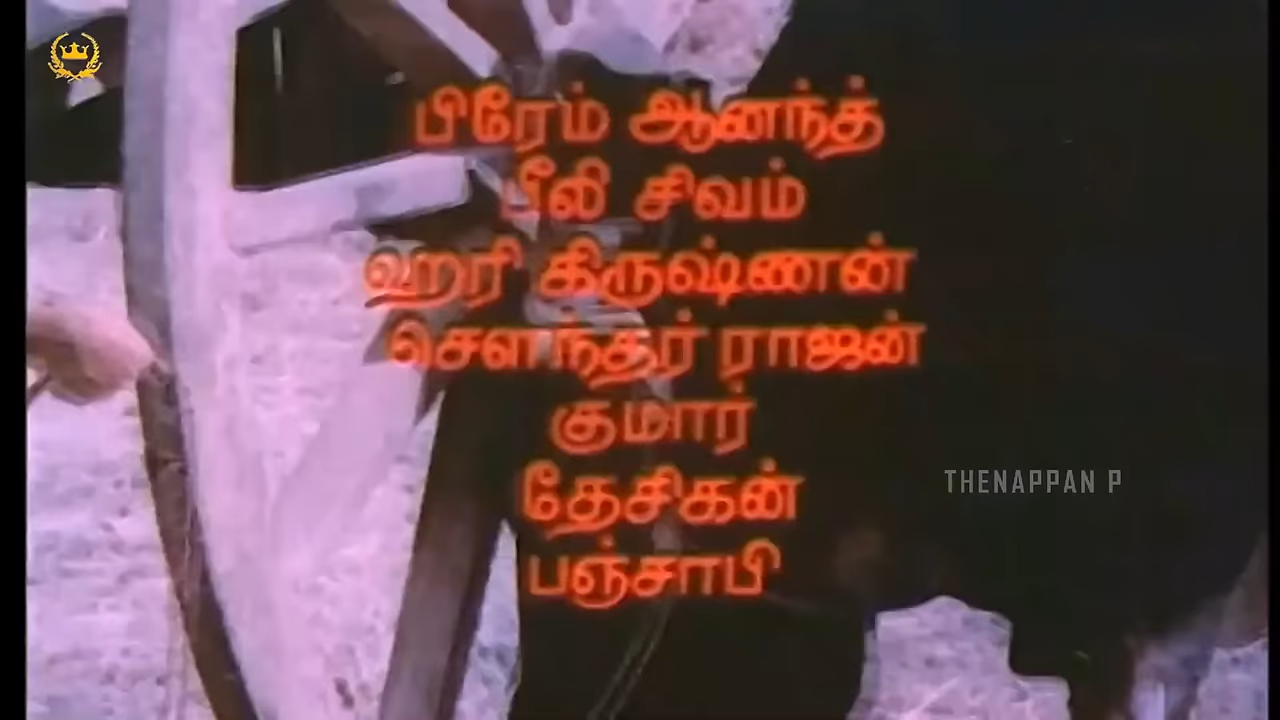 பிரேம் ஆனந்த்
பீலி சிவம்
ஹரி கிருஷ்ணன்
சௌந்தர் ராஜன்
குமார்
தேசிகன்
பஞ்சாபி
THENAPPAN P